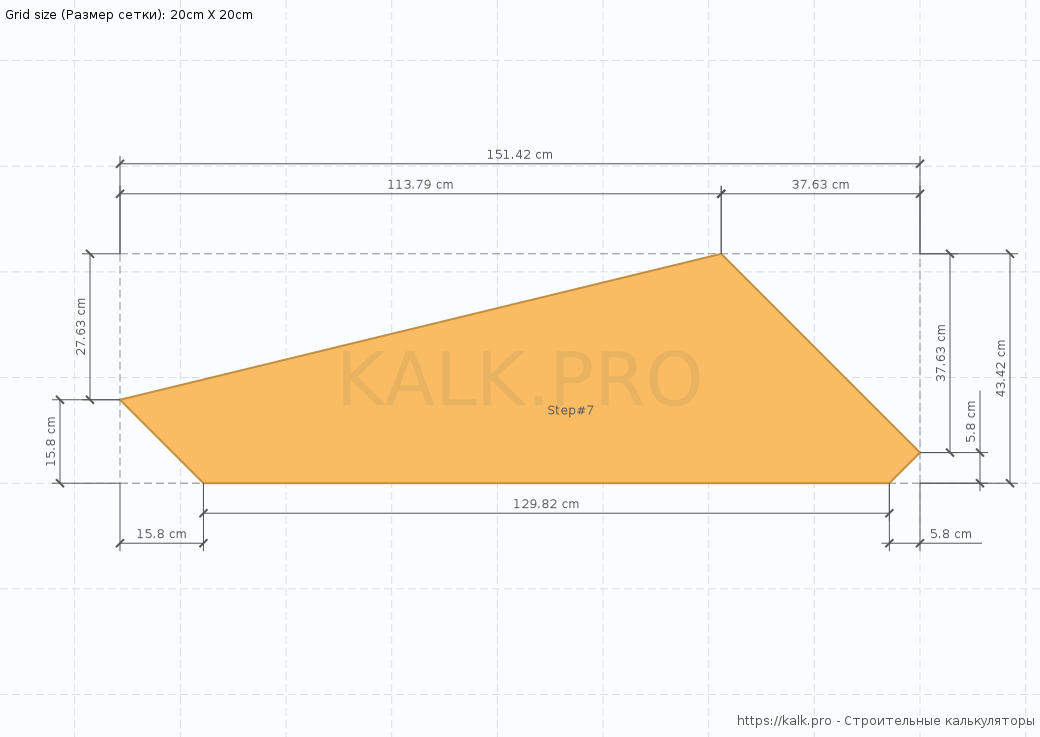 Grid size (Размер сетки): 20cm X 20cm
151.42 cm
113.79 cm
37.63 cm
27.63 cm
37.63 cm
43.42 cm
KALK.PRO
Step#7
15.8 cm
5.8 cm
129.82 cm
15.8 cm
5.8 cm
https://kalk.pro - Строительные калькуляторы